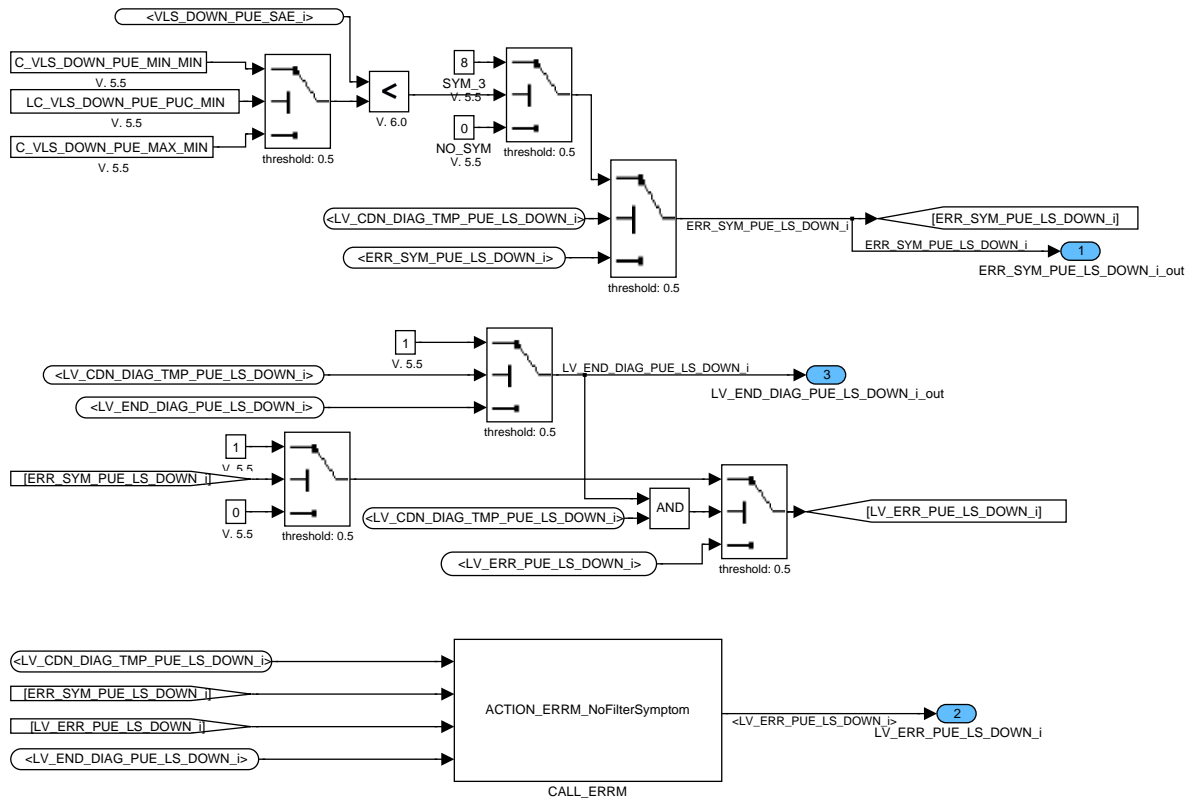 <VLS_DOWN_PUE_SAE_i>
C_VLS_DOWN_PUE_MIN_MIN
V. 5.5
LC_VLS_DOWN_PUE_PUC_MIN
V. 5.5
C_VLS_DOWN_PUE_MAX_MIN
V. 5.5
threshold: 0.5
<
V. 6.0
8
SYM_3
V. 5.5
0
NO_SYM
V. 5.5
threshold: 0.5
<LV_CDN_DIAG_TMP_PUE_LS_DOWN_i>
<ERR_SYM_PUE_LS_DOWN_i>
threshold: 0.5
ERR_SYM_PUE_LS_DOWN_i
[ERR_SYM_PUE_LS_DOWN_i]
ERR_SYM_PUE_LS_DOWN_i
1
ERR_SYM_PUE_LS_DOWN_i_out
1
V. 5.5
<LV_CDN_DIAG_TMP_PUE_LS_DOWN_i>
<LV_END_DIAG_PUE_LS_DOWN_i>
threshold: 0.5
LV_END_DIAG_PUE_LS_DOWN_i
3
LV_END_DIAG_PUE_LS_DOWN_i_out
1
V. 5.5
[ERR_SYM_PUE_LS_DOWN_i]
0
V. 5.5
threshold: 0.5
<LV_CDN_DIAG_TMP_PUE_LS_DOWN_i>
AND
<LV_ERR_PUE_LS_DOWN_i>
threshold: 0.5
[LV_ERR_PUE_LS_DOWN_i]
<LV_CDN_DIAG_TMP_PUE_LS_DOWN_i>
[ERR_SYM_PUE_LS_DOWN_i]
[LV_ERR_PUE_LS_DOWN_i]
<LV_END_DIAG_PUE_LS_DOWN_i>
ACTION_ERRM_NoFilterSymptom
CALL_ERRM
<LV_ERR_PUE_LS_DOWN_i>
2
LV_ERR_PUE_LS_DOWN_i